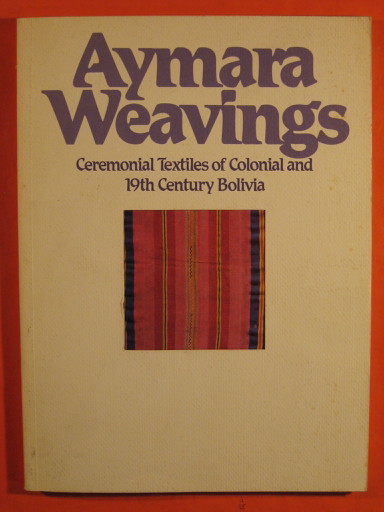 Aymara
Weavings
Ceremonial Textiles of Colonial and
19th Century Bolivia